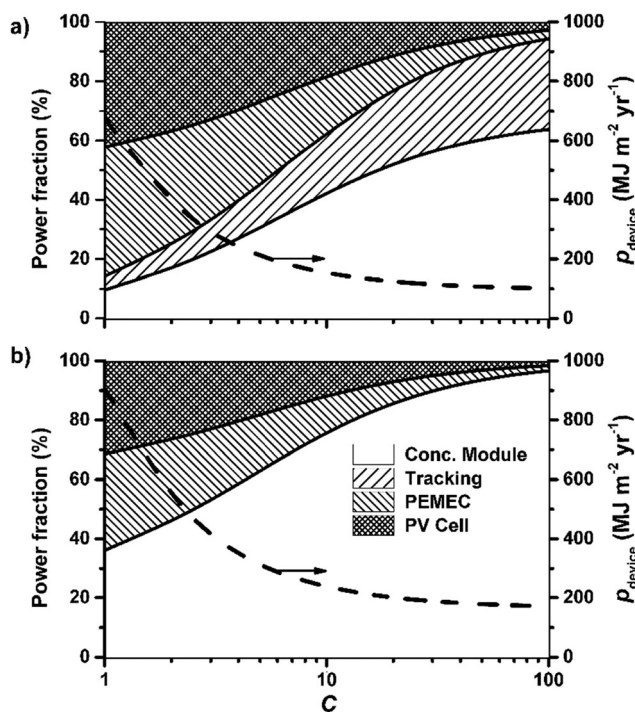 a)
100
80
60
40
20
0
Power fraction (%)
1000
800
600
400
200
0
p_device (MJ m⁻² yr⁻¹)
b)
100
80
60
40
20
0
Power fraction (%)
Conc. Module
Tracking
PEMEC
PV Cell
1000
800
600
400
200
0
p_device (MJ m⁻² yr⁻¹)
1 10 100
C